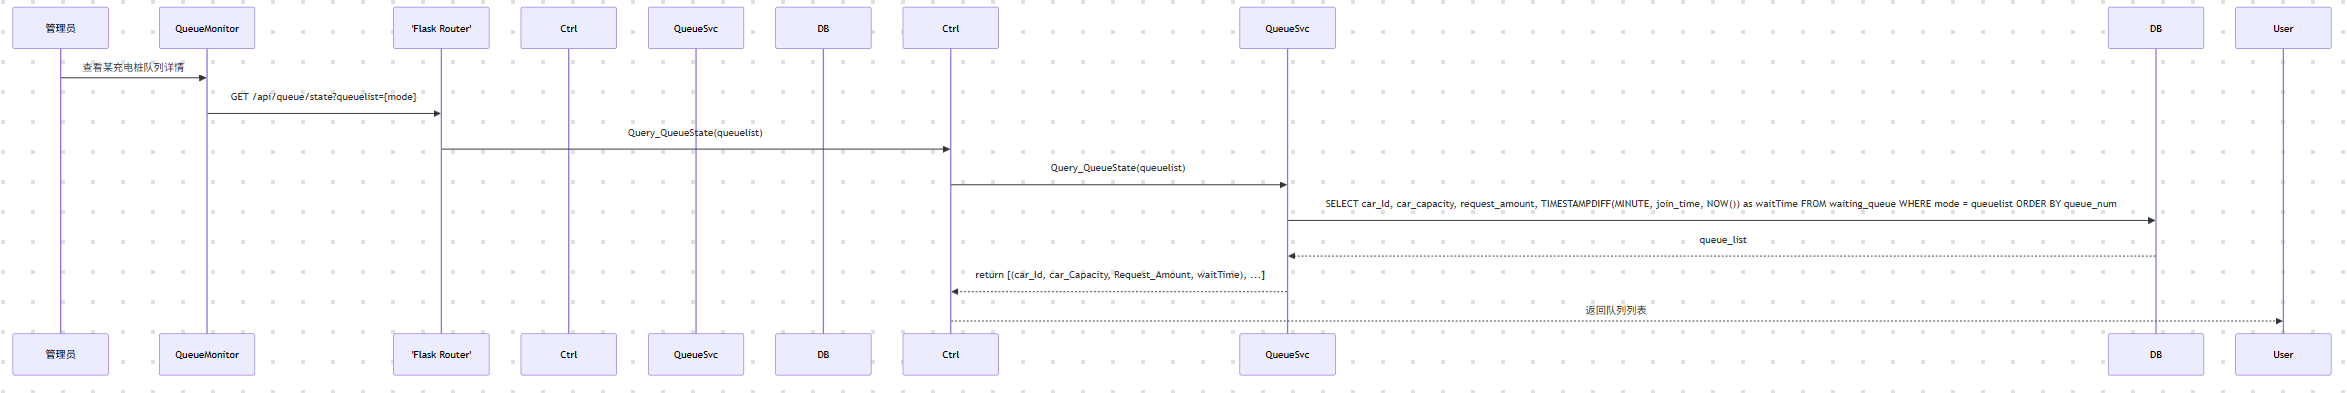 管理员
QueueMonitor
'Flask Router'
Ctrl
QueueSvc
DB
Ctrl
QueueSvc
DB
User
查看某充电桩队列详情
GET /api/queue/state?queuelist={mode}
Query_QueueState(queuelist)
Query_QueueState(queuelist)
SELECT car_Id, car_capacity, request_amount, TIMESTAMPDIFF(MINUTE, join_time, NOW()) as waitTime FROM waiting_queue WHERE mode = queuelist ORDER BY queue_num
queue_list
return [(car_Id, car_Capacity, Request_Amount, waitTime), ...]
返回队列列表
管理员
QueueMonitor
'Flask Router'
Ctrl
QueueSvc
DB
Ctrl
QueueSvc
DB
User